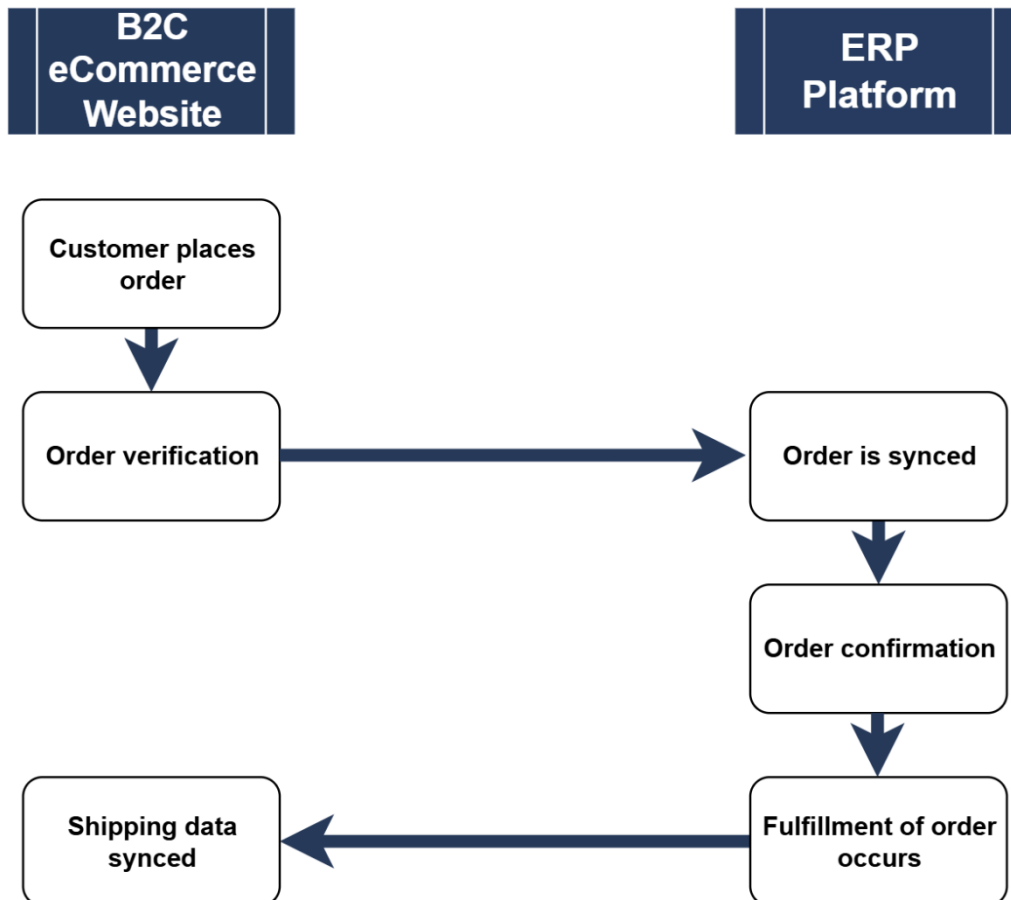 B2C
eCommerce
Website
ERP
Platform
Customer places
order
Order verification
Order is synced
Order confirmation
Shipping data
synced
Fulfillment of order
occurs